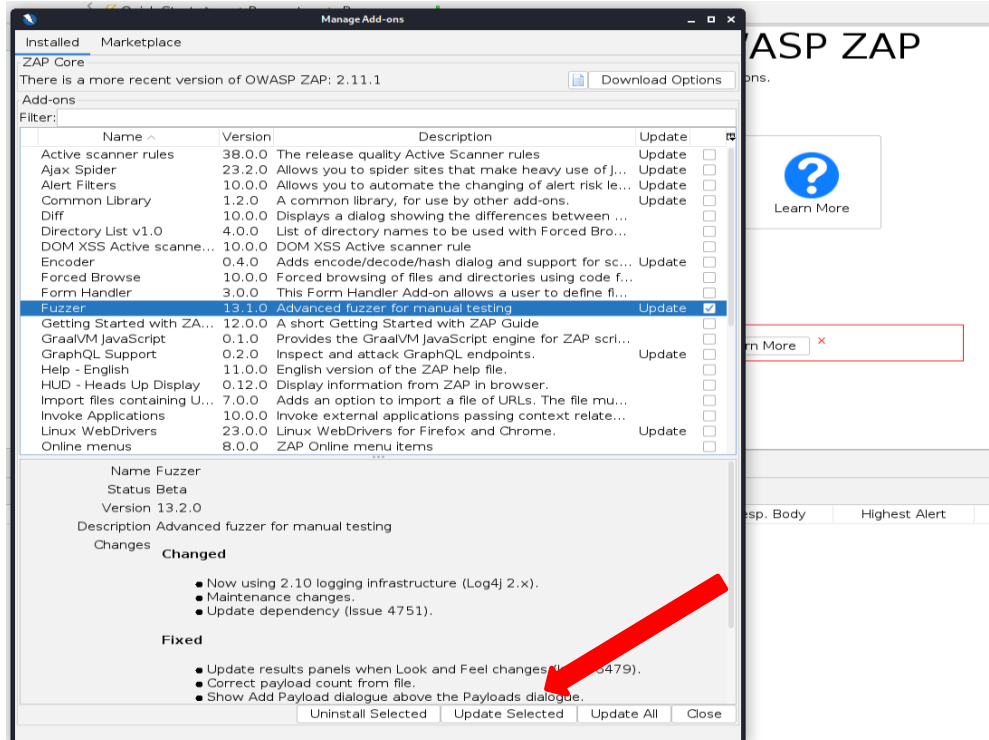 Manage Add-ons
Installed Marketplace
ZAP Core
There is a more recent version of OWASP ZAP: 2.11.1 Download Options
Add-ons
Filter:
Name Version Description Update
Active scanner rules 38.0.0 The release quality Active Scanner rules Update
Ajax Spider 23.2.0 Allows you to spider sites that make heavy use of J... Update
Alert Filters 10.0.0 Allows you to automate the changing of alert risk le... Update
Common Library 1.2.0 A common library, for use by other add-ons. Update
Diff 10.0.0 Displays a dialog showing the differences between ...
Directory List v1.0 4.0.0 List of directory names to be used with Forced Bro...
DOM XSS Active scanne... 10.0.0 DOM XSS Active scanner rule
Encoder 0.4.0 Adds encode/decode/hash dialog and support for sc... Update
Forced Browse 10.0.0 Forced browsing of files and directories using code f...
Form Handler 3.0.0 This Form Handler Add-on allows a user to define fi...
Fuzzer 13.1.0 Advanced fuzzer for manual testing Update
Getting Started with ZA... 12.0.0 A short Getting Started with ZAP Guide
GraalVM JavaScript 0.1.0 Provides the GraalVM JavaScript engine for ZAP scri...
GraphQL Support 0.2.0 Inspect and attack GraphQL endpoints. Update
Help - English 11.0.0 English version of the ZAP help file.
HUD - Heads Up Display 0.12.0 Display information from ZAP in browser.
Import files containing U... 7.0.0 Adds an option to import a file of URLs. The file mu...
Invoke Applications 10.0.0 Invoke external applications passing context relate...
Linux WebDrivers 23.0.0 Linux WebDrivers for Firefox and Chrome. Update
Online menus 8.0.0 ZAP Online menu items
Name Fuzzer
Status Beta
Version 13.2.0
Description Advanced fuzzer for manual testing
Changes
Changed
Now using 2.10 logging infrastructure (Log4j 2.x).
Maintenance changes.
Update dependency (Issue 4751).
Fixed
Update results panels when Look and Feel changes 6479).
Correct payload count from file.
Show Add Payload dialogue above the Payloads dialogue.
Uninstall Selected Update Selected Update All Close
ASP ZAP
ons.
Learn More
rn More
esp. Body Highest Alert